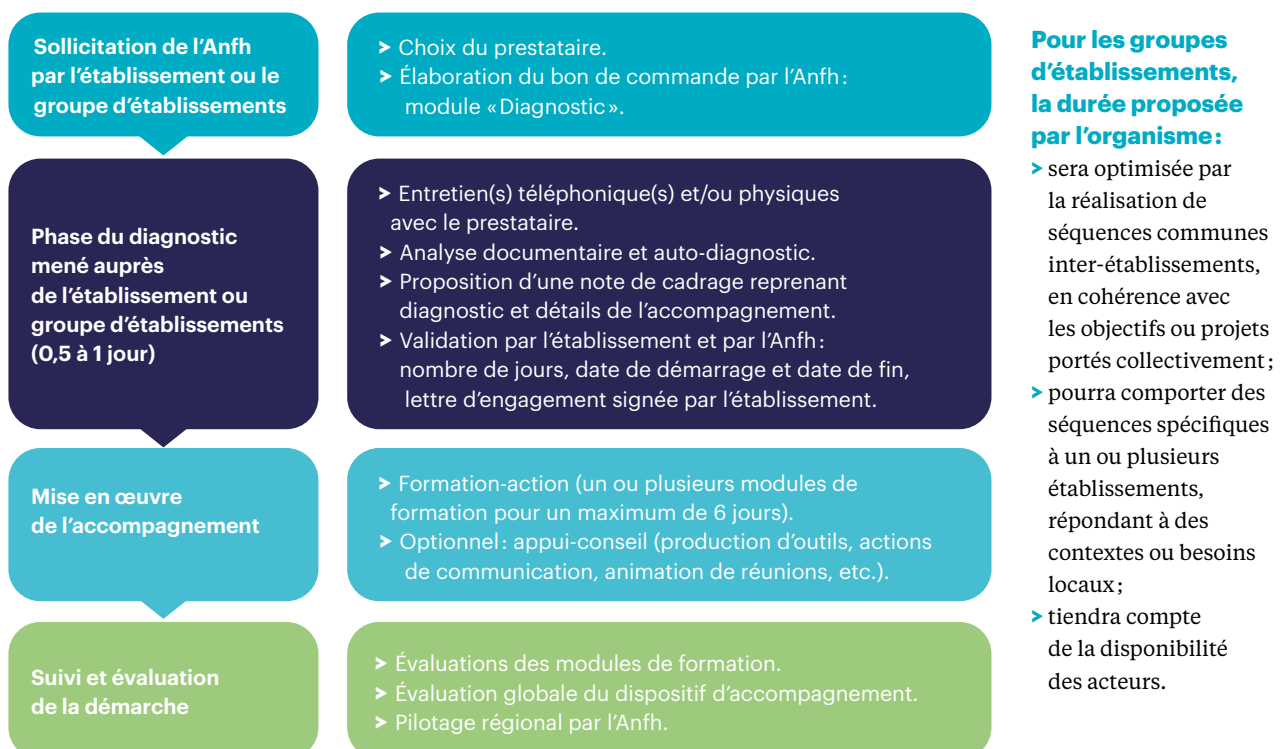 Sollicitation de l'Anfh
par l'établissement ou le
groupe d'établissements
> Choix du prestataire.
> Élaboration du bon de commande par l'Anfh :
module « Diagnostic ».
Phase du diagnostic
mené auprès
de l'établissement ou
groupe d'établissements
(0,5 à 1 jour)
> Entretien(s) téléphonique(s) et/ou physiques
avec le prestataire.
> Analyse documentaire et auto-diagnostic.
> Proposition d'une note de cadrage reprenant
diagnostic et détails de l'accompagnement.
> Validation par l'établissement et par l'Anfh :
nombre de jours, date de démarrage et date de fin,
lettre d'engagement signée par l'établissement.
Mise en œuvre
de l'accompagnement
> Formation-action (un ou plusieurs modules de
formation pour un maximum de 6 jours).
> Optionnel : appui-conseil (production d'outils, actions
de communication, animation de réunions, etc.).
Suivi et évaluation
de la démarche
> Évaluations des modules de formation.
> Évaluation globale du dispositif d'accompagnement.
> Pilotage régional par l'Anfh.
Pour les groupes
d'établissements,
la durée proposée
par l'organisme :
> sera optimisée par
la réalisation de
séquences communes
inter-établissements,
en cohérence avec
les objectifs ou projets
portés collectivement ;
> pourra comporter des
séquences spécifiques
à un ou plusieurs
établissements,
répondant à des
contextes ou besoins
locaux ;
> tiendra compte
de la disponibilité
des acteurs.